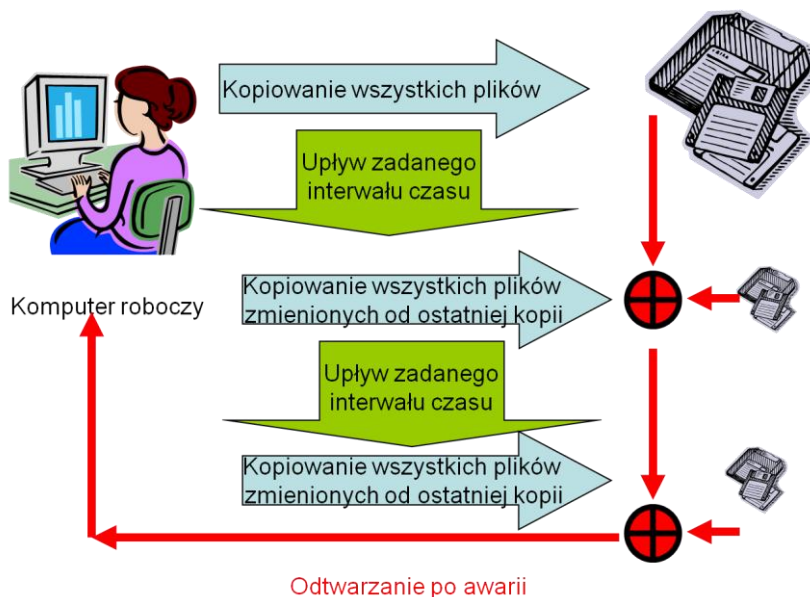 Kopiowanie wszystkich plików
Upływ zadanego
interwału czasu
Komputer roboczy
Kopiowanie wszystkich plików
zmienionych od ostatniej kopii
Upływ zadanego
interwału czasu
Kopiowanie wszystkich plików
zmienionych od ostatniej kopii
Odtwarzanie po awarii